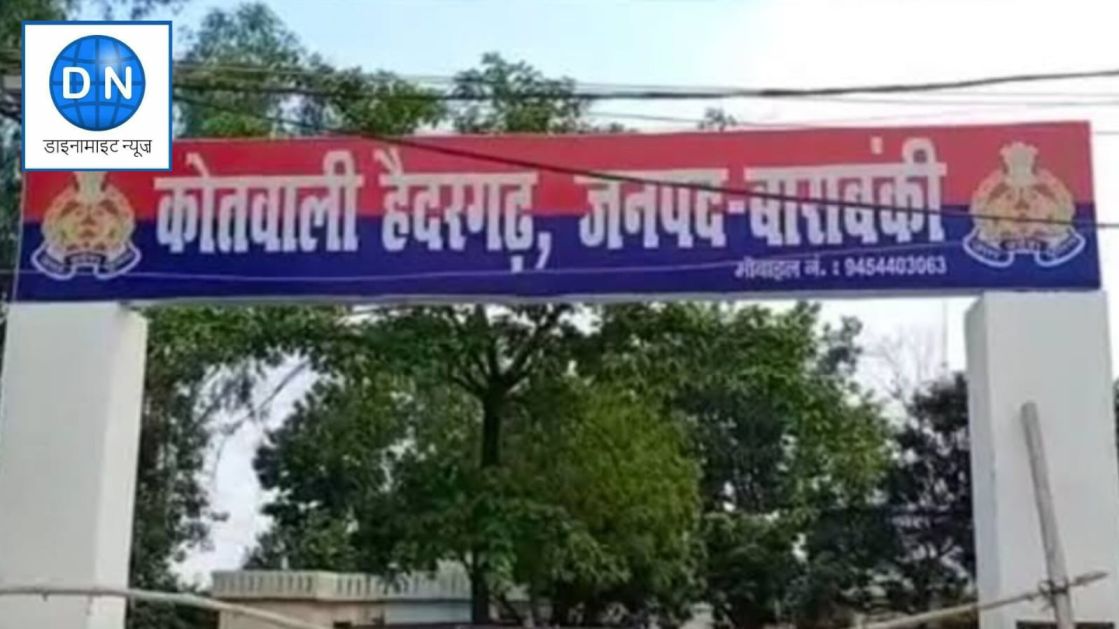 DN
डाइनामाइट न्यूज़
कोतवाली हैदरगढ़, जनपद-बाराबंकी
मोबाइल नं. : 9454403063